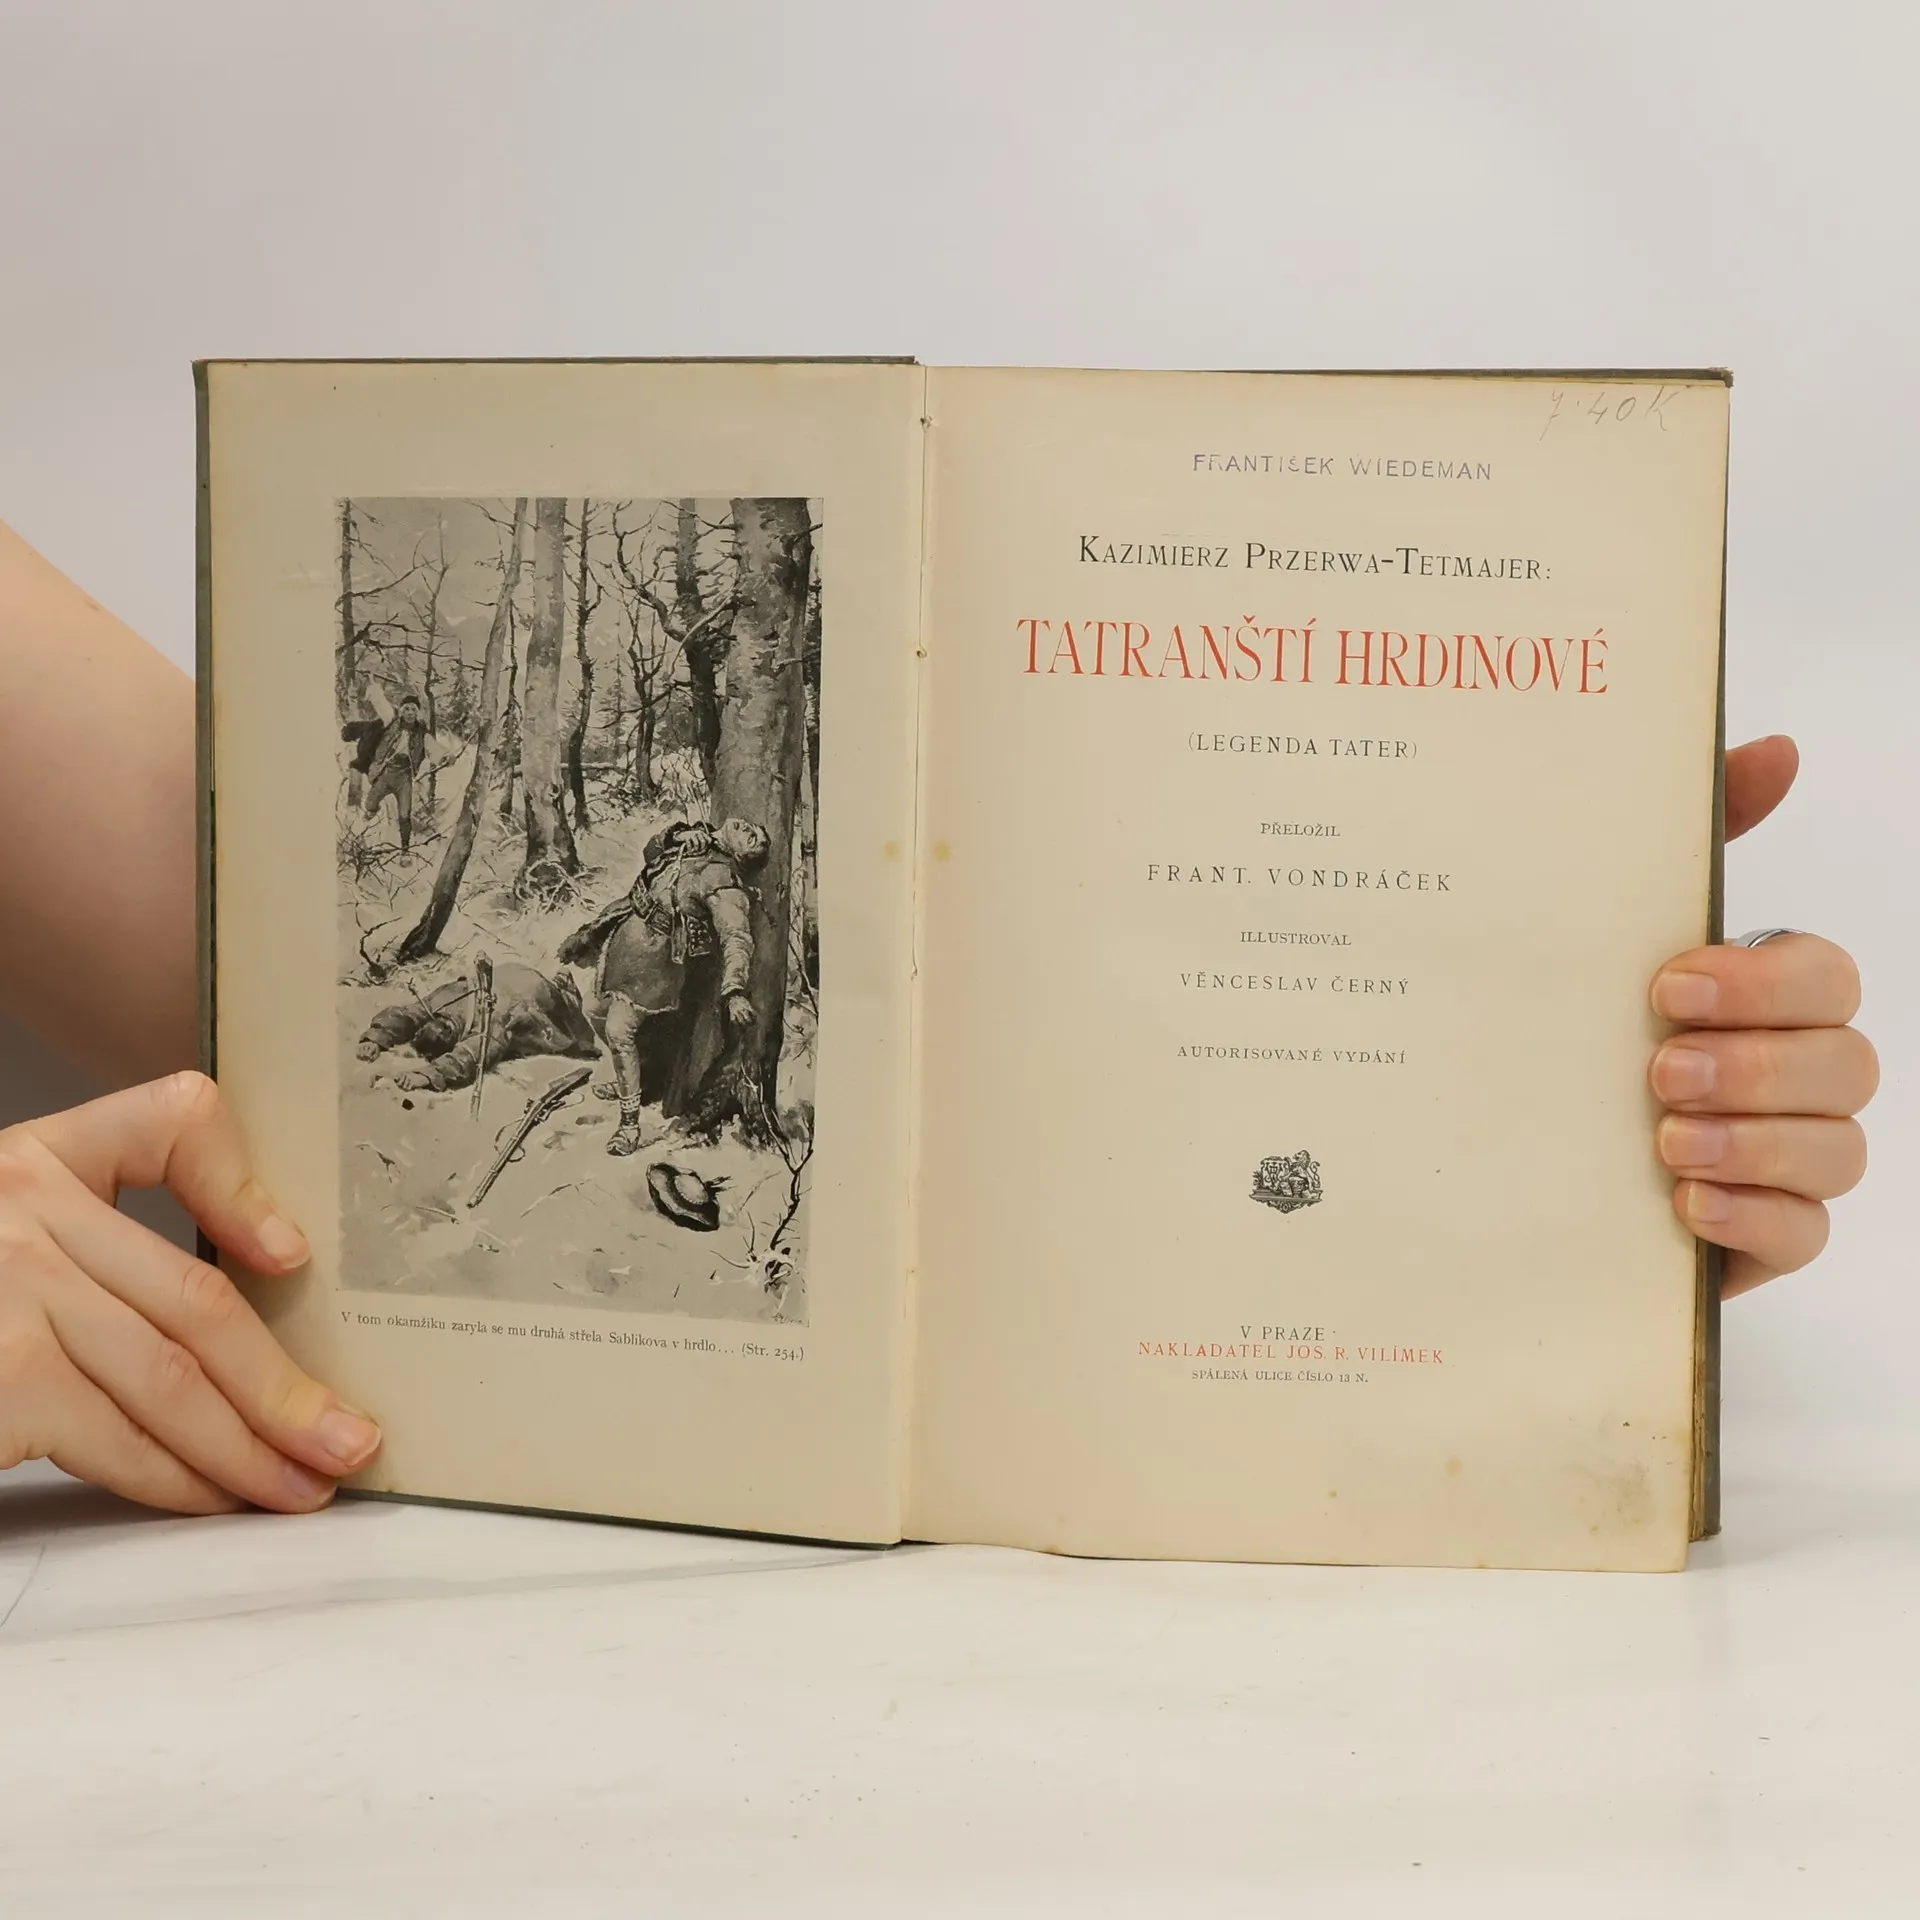 V tom okamžiku zaryla se mu druhá střela Sablikova v hrdlo... (Str. 254.)
7·40K
FRANTIŠEK WIEDEMAN
KAZIMIERZ PRZERWA-TETMAJER:
TATRANŠTÍ HRDINOVÉ
(LEGENDA TATER)
PŘELOŽIL
FRANT. VONDRÁČEK
ILLUSTROVAL
VĚNCESLAV ČERNÝ
AUTORISOVANÉ VYDÁNÍ
V PRAZE
NAKLADATEL JOS. R. VILÍMEK
SPÁLENÁ ULICE ČÍSLO 13 N.